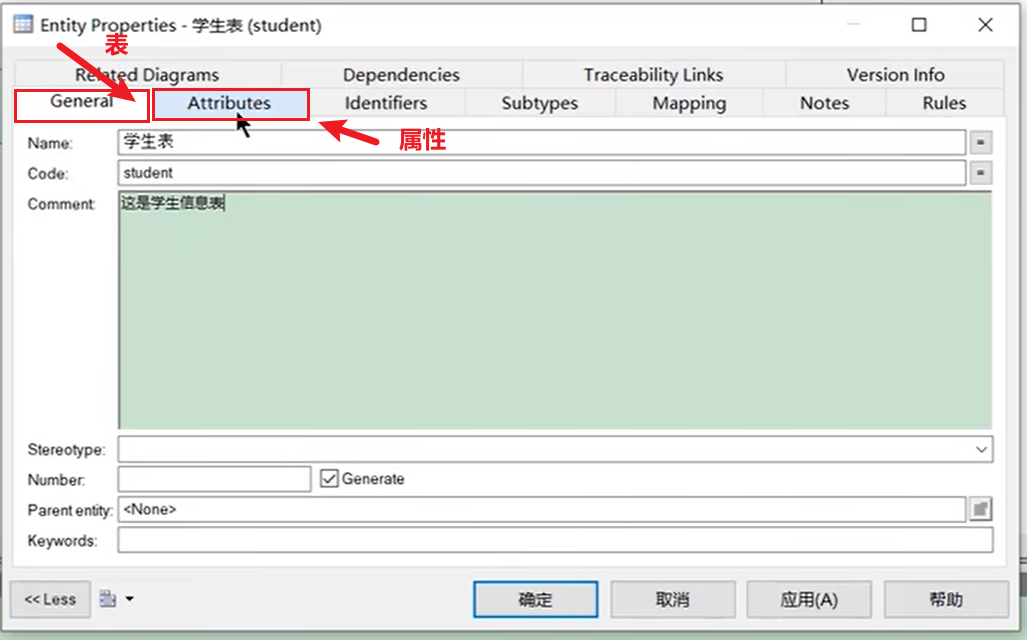 Entity Properties - 学生表 (student)
表
Related Diagrams Dependencies Traceability Links Version Info
General Attributes Identifiers Subtypes Mapping Notes Rules
属性
Name: 学生表 =
Code: student =
Comment: 这是学生信息表
Stereotype:
Number: Generate
Parent entity: <None>
Keywords:
<< Less 确定 取消 应用(A) 帮助